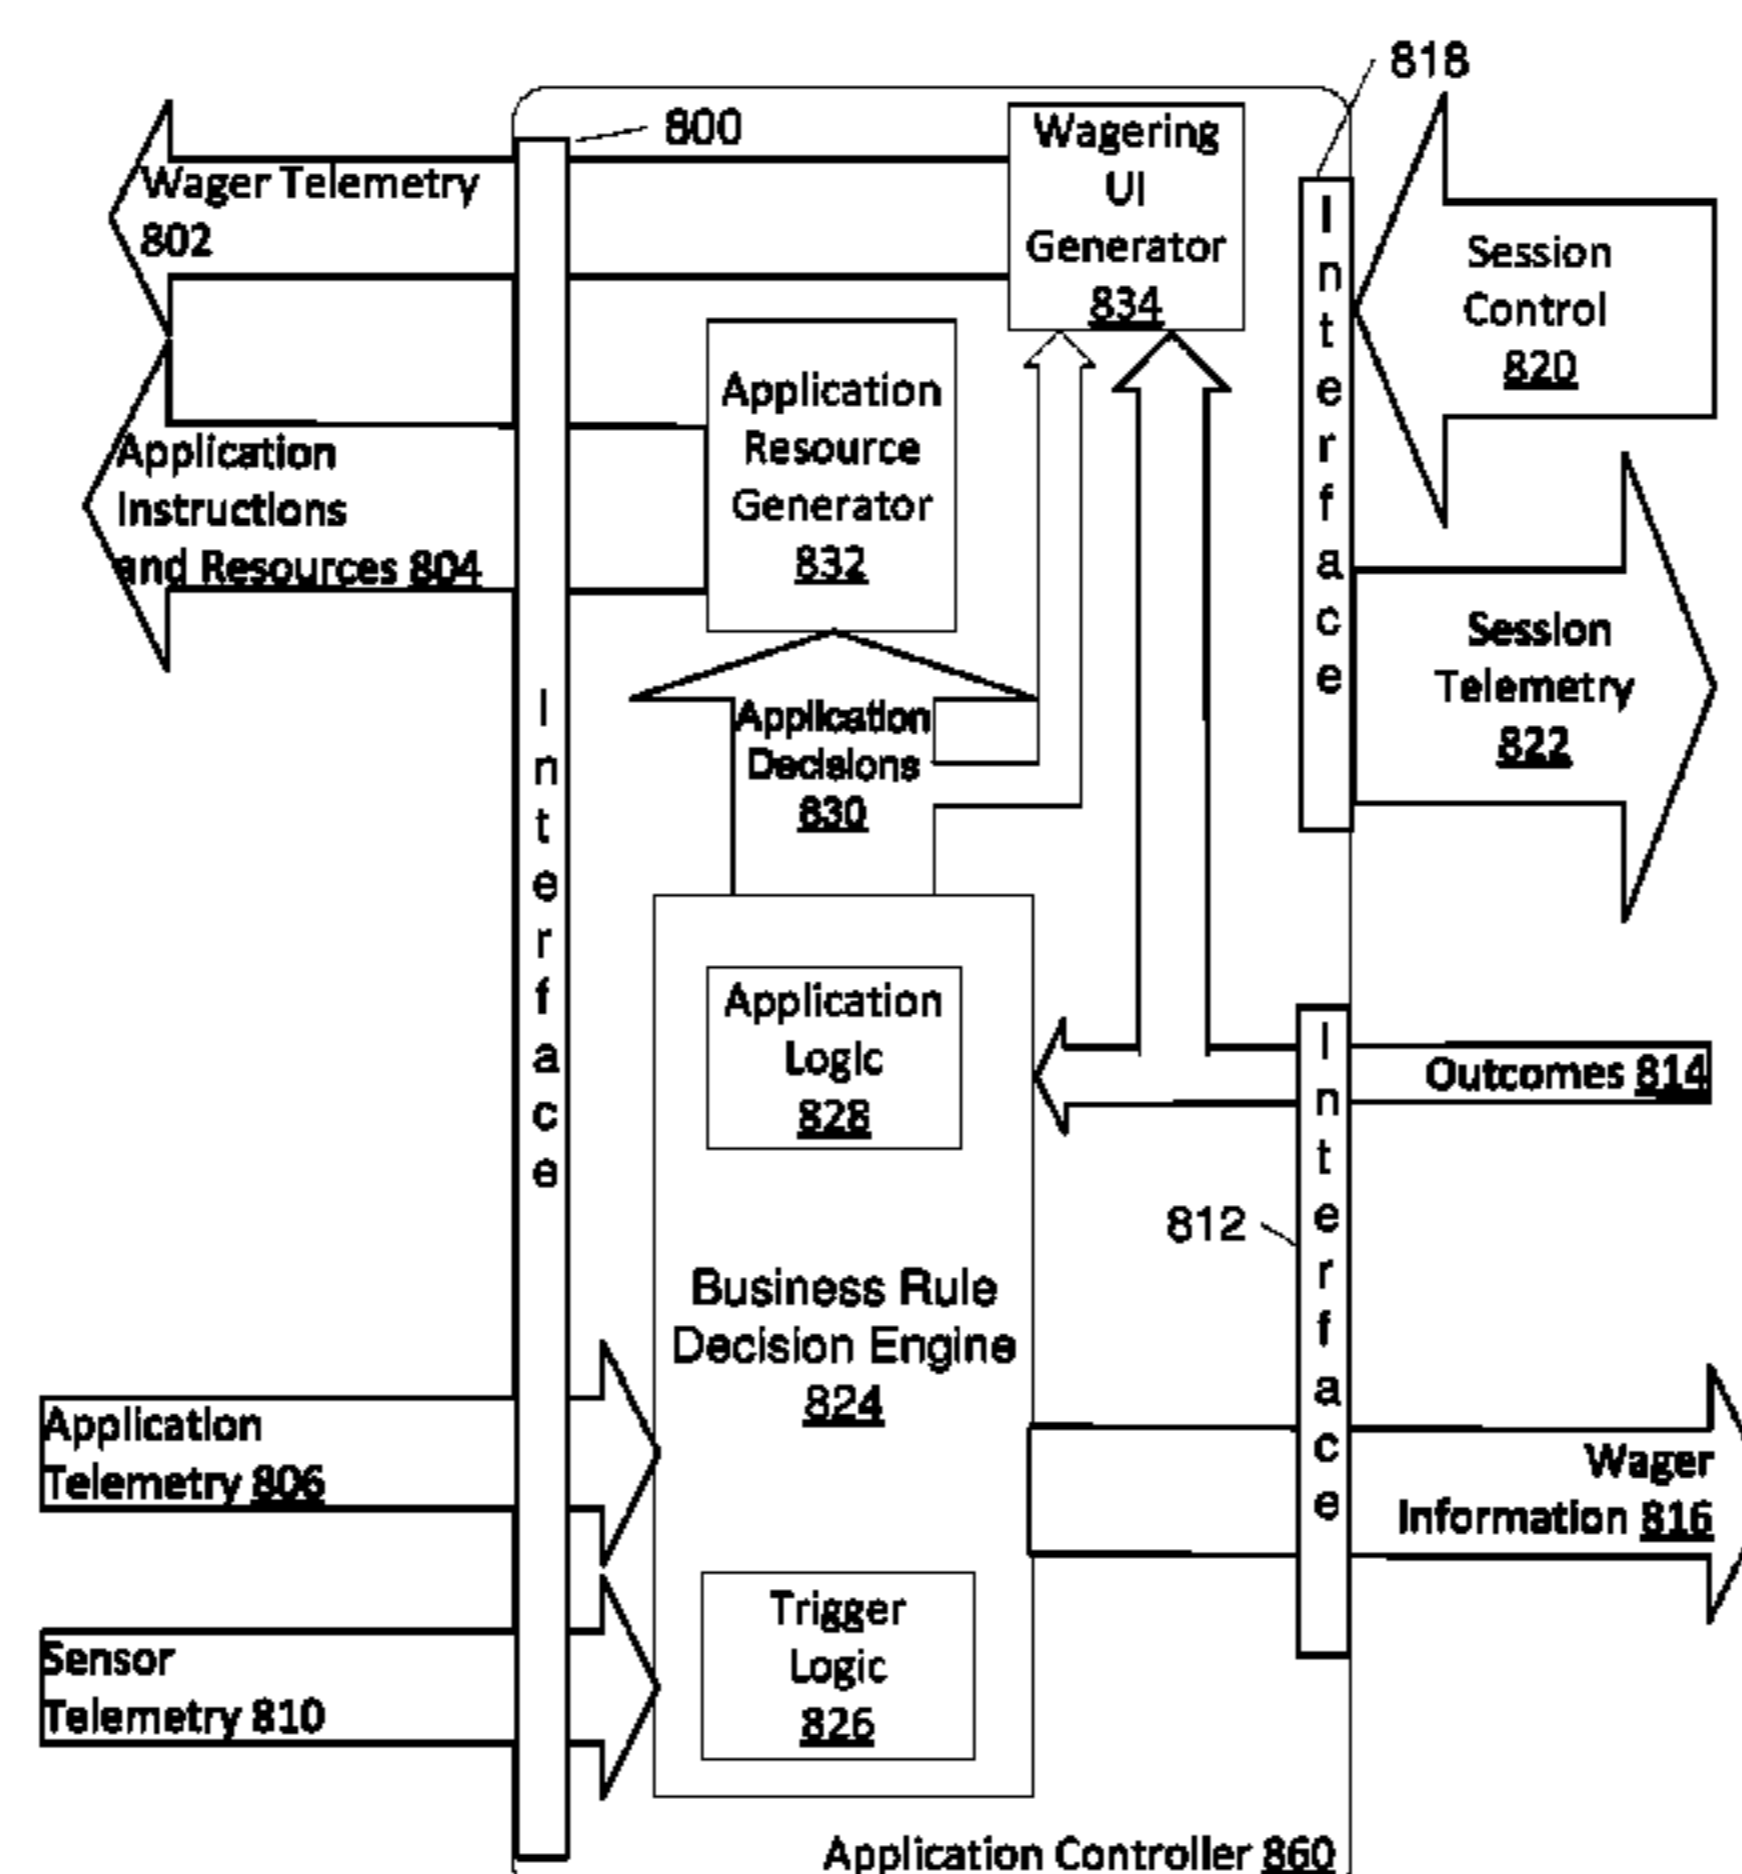 818
800
Wagering
UI
Generator
834
Wager Telemetry
802
Interface
Session
Control
820
Application
Resource
Generator
832
Application
Instructions
and Resources 804
Session
Telemetry
822
Interface
Application
Decisions
830
Application
Logic
828
Interface
Outcomes 814
812
Business Rule
Decision Engine
824
Application
Telemetry 806
Wager
Information 816
Trigger
Logic
826
Sensor
Telemetry 810
Application Controller 860